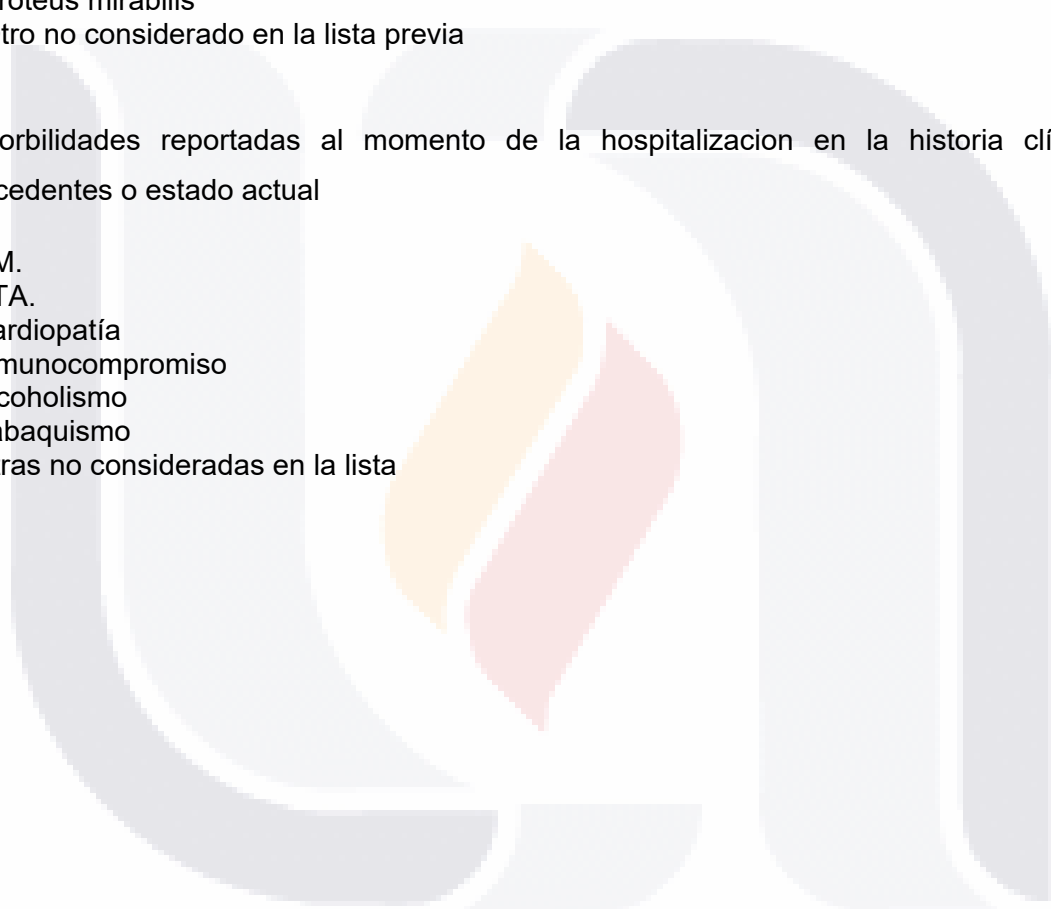 roteus mirabilis
tro no considerado en la lista previa
orbilidades reportadas al momento de la hospitalizacion en la historia clí
cedentes o estado actual
M.
TA.
ardiopatía
munocompromiso
coholismo
abaquismo
tras no consideradas en la lista